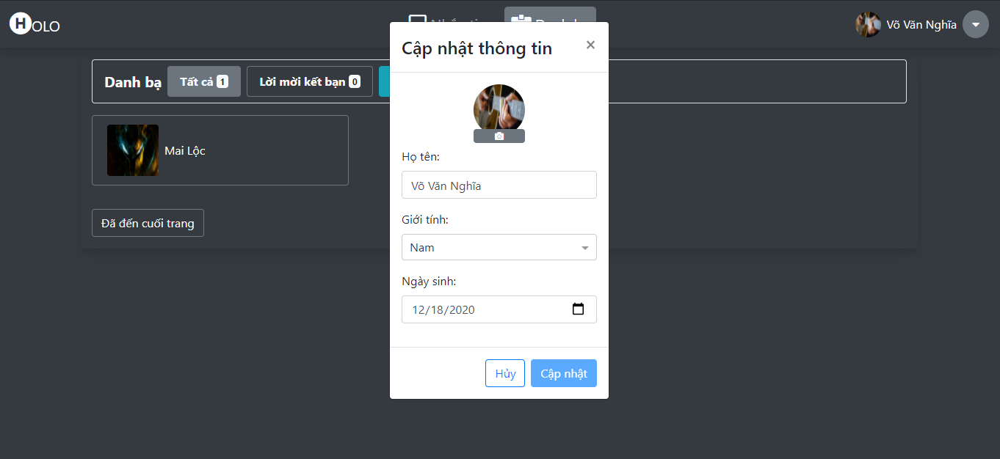 HOLO
Võ Văn Nghĩa
Danh bạ
Tất cả 1
Lời mời kết bạn 0
Mai Lộc
Đã đến cuối trang
Cập nhật thông tin
×
Họ tên:
Võ Văn Nghĩa
Giới tính:
Nam
Ngày sinh:
12/18/2020
Hủy
Cập nhật